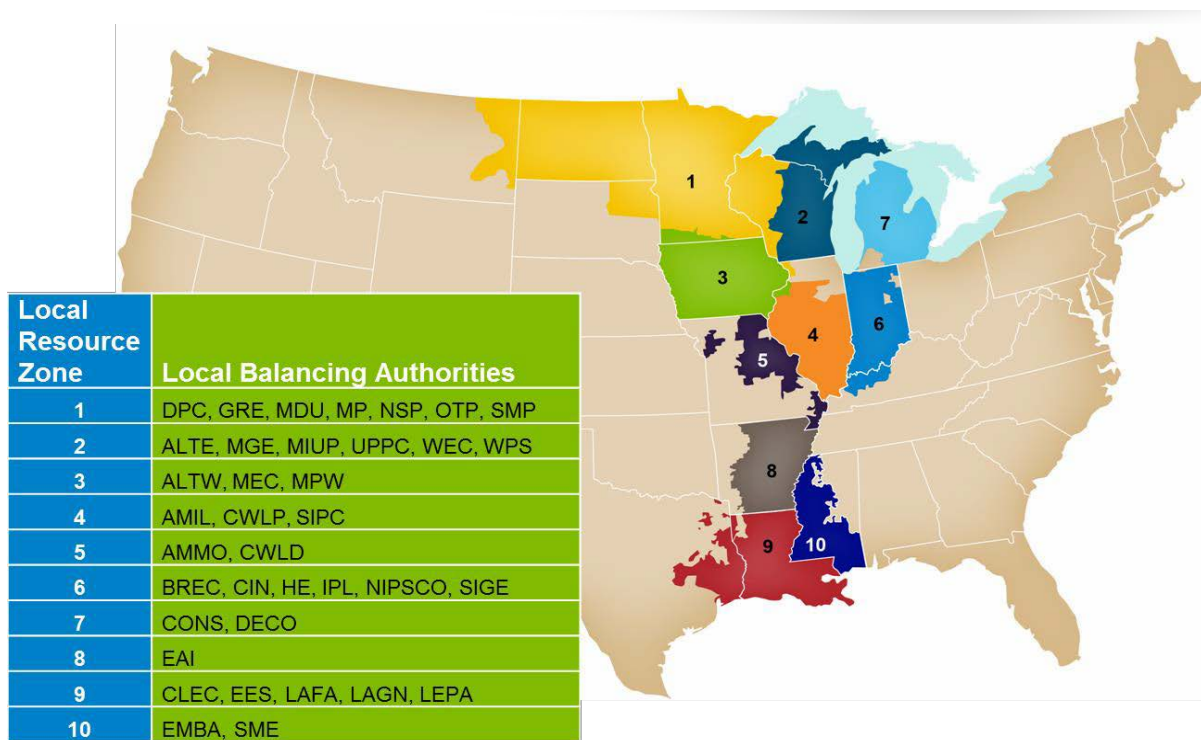 1
2
7
3
4
6
5
8
9
10
Local
Resource
Zone
Local Balancing Authorities
1 DPC, GRE, MDU, MP, NSP, OTP, SMP
2 ALTE, MGE, MIUP, UPPC, WEC, WPS
3 ALTW, MEC, MPW
4 AMIL, CWLP, SIPC
5 AMMO, CWLD
6 BREC, CIN, HE, IPL, NIPSCO, SIGE
7 CONS, DECO
8 EAI
9 CLEC, EES, LAFA, LAGN, LEPA
10 EMBA, SME